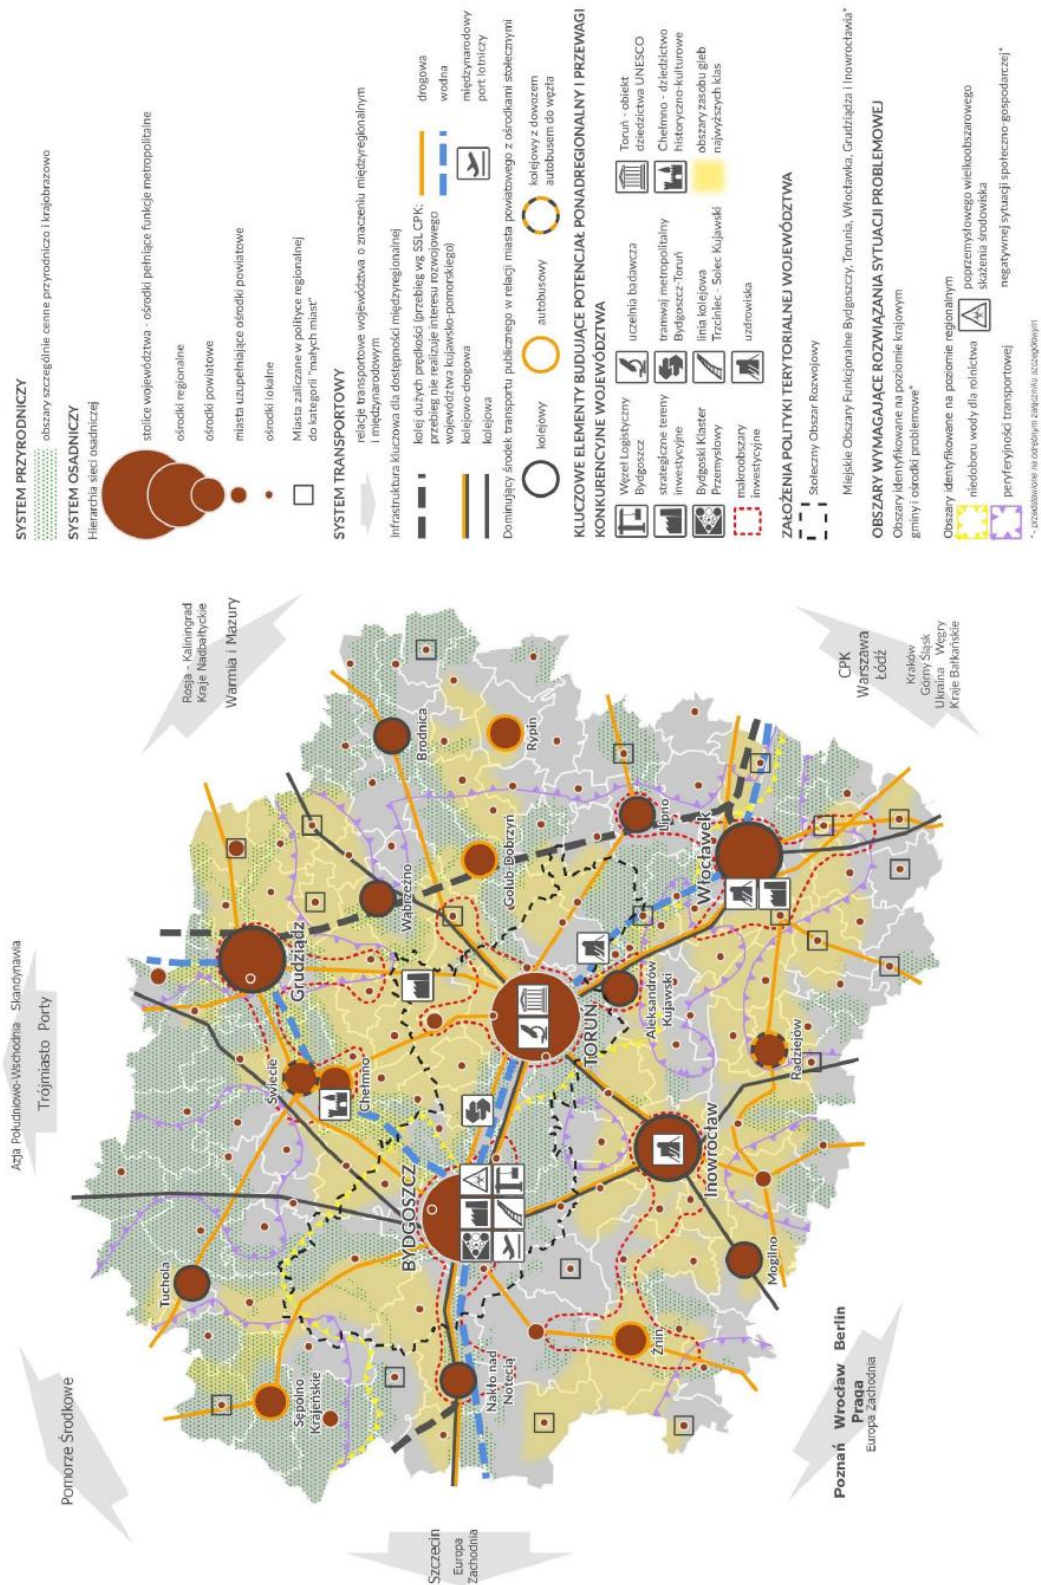 Pomorze Środkowe
Azja Południowo-Wschodnia Skandynawia
Trójmiasto Porty
Rosja - Kaliningrad
Kraje Nadbałtyckie
Warmia i Mazury
Szczecin
Europa
Zachodnia
Poznań Wrocław Berlin
Praga
Europa Zachodnia
CPK
Warszawa
Łódź
Kraków
Górny Śląsk
Ukraina Węgry
Kraje Bałkańskie
Tuchola
Sępólno
Krajeńskie
Świecie
Chełmno
Grudziądz
Wąbrzeźno
Brodnica
Golub-Dobrzyń
Rypin
BYDGOSZCZ
Nakło nad
Notecią
TORUŃ
Aleksandrów
Kujawski
Lipno
Włocławek
Żnin
Inowrocław
Mogilno
Radziejów
SYSTEM PRZYRODNICZY
obszary szczególnie cenne przyrodniczo i krajobrazowo
SYSTEM OSADNICZY
Hierarchia sieci osadniczej
stolice województwa - ośrodki pełniące funkcje metropolitalne
ośrodki regionalne
ośrodki powiatowe
miasta uzupełniające ośrodki powiatowe
ośrodki lokalne
Miasta zaliczane w polityce regionalnej
do kategorii "małych miast"
SYSTEM TRANSPORTOWY
relacje transportowe województwa o znaczeniu międzyregionalnym
i międzynarodowym
Infrastruktura kluczowa dla dostępności międzyregionalnej
kolej dużych prędkości (przebieg wg SSL CPK;
przebieg nie realizuje interesu rozwojowego
województwa kujawsko-pomorskiego)
kolejowo-drogowa
kolejowa
drogowa
wodna
międzynarodowy
port lotniczy
Dominujący środek transportu publicznego w relacji miasta powiatowego z ośrodkami stołecznymi
kolejowy
autobusowy
kolejowy z dowozem
autobusem do węzła
KLUCZOWE ELEMENTY BUDUJĄCE POTENCJAŁ PONADREGIONALNY I PRZEWAGI
KONKURENCYJNE WOJEWÓDZTWA
Węzeł Logistyczny
Bydgoszcz
strategiczne tereny
inwestycyjne
Bydgoski Klaster
Przemysłowy
makroobszary
inwestycyjne
uczelnia badawcza
tramwaj metropolitalny
Bydgoszcz-Toruń
linia kolejowa
Trzciniec - Solec Kujawski
uzdrowiska
Toruń - obiekt
dziedzictwa UNESCO
Chełmno - dziedzictwo
historyczno-kulturowe
obszary zasobu gleb
najwyższych klas
ZAŁOŻENIA POLITYKI TERYTORIALNEJ WOJEWÓDZTWA
Stołeczny Obszar Rozwojowy
Miejskie Obszary Funkcjonalne Bydgoszczy, Torunia, Włocławka, Grudziądza i Inowrocławia*
OBSZARY WYMAGAJĄCE ROZWIĄZANIA SYTUACJI PROBLEMOWEJ
Obszary identyfikowane na poziomie krajowym
gminy i ośrodki problemowe*
Obszary identyfikowane na poziomie regionalnym
niedoboru wody dla rolnictwa
peryferyjności transportowej
poprzemysłowego wielkoobszarowego
skażenia środowiska
negatywnej sytuacji społeczno-gospodarczej*
*- przedstawione na odrębnym załączniku szczegółowym